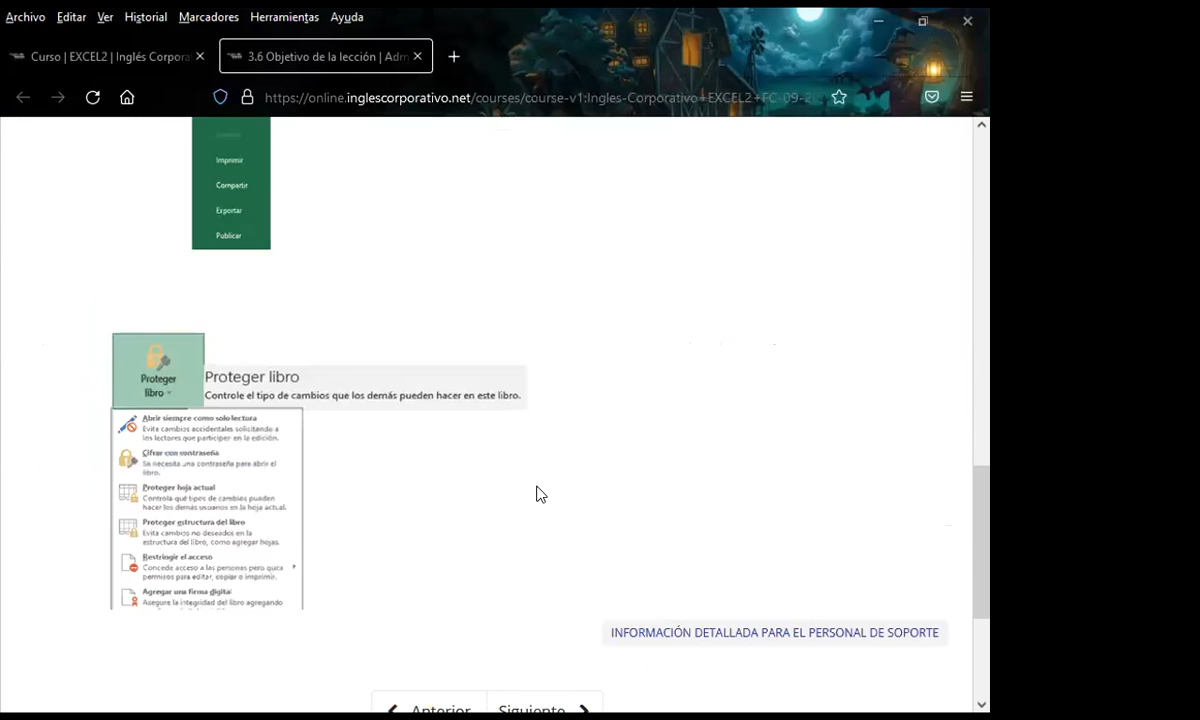 Archivo Editar Ver Historial Marcadores Herramientas Ayuda
Curso | EXCEL2 | Inglés Corpora
3.6 Objetivo de la lección | Adm
https://online.inglescorporativo.net/courses/course-v1:Ingles-Corporativo+EXCEL2+FC-09-2
Imprimir
Compartir
Exportar
Publicar
Proteger
libro
Proteger libro
Controle el tipo de cambios que los demás pueden hacer en este libro.
Abrir siempre como solo lectura
Evite cambios accidentales solicitando a
los lectores que participen en la edición.
Cifrar con contraseña
Se necesita una contraseña para abrir el
libro.
Proteger hoja actual
Controla qué tipos de cambios pueden
hacer los demás usuarios en la hoja actual.
Proteger estructura del libro
Evita cambios no deseados en la
estructura del libro, como agregar hojas.
Restringir el acceso
Concede acceso a las personas pero quita
permisos para editar, copiar o imprimir.
Agregar una firma digital
Asegure la integridad del libro agregando
INFORMACIÓN DETALLADA PARA EL PERSONAL DE SOPORTE
Anterior Siguiente